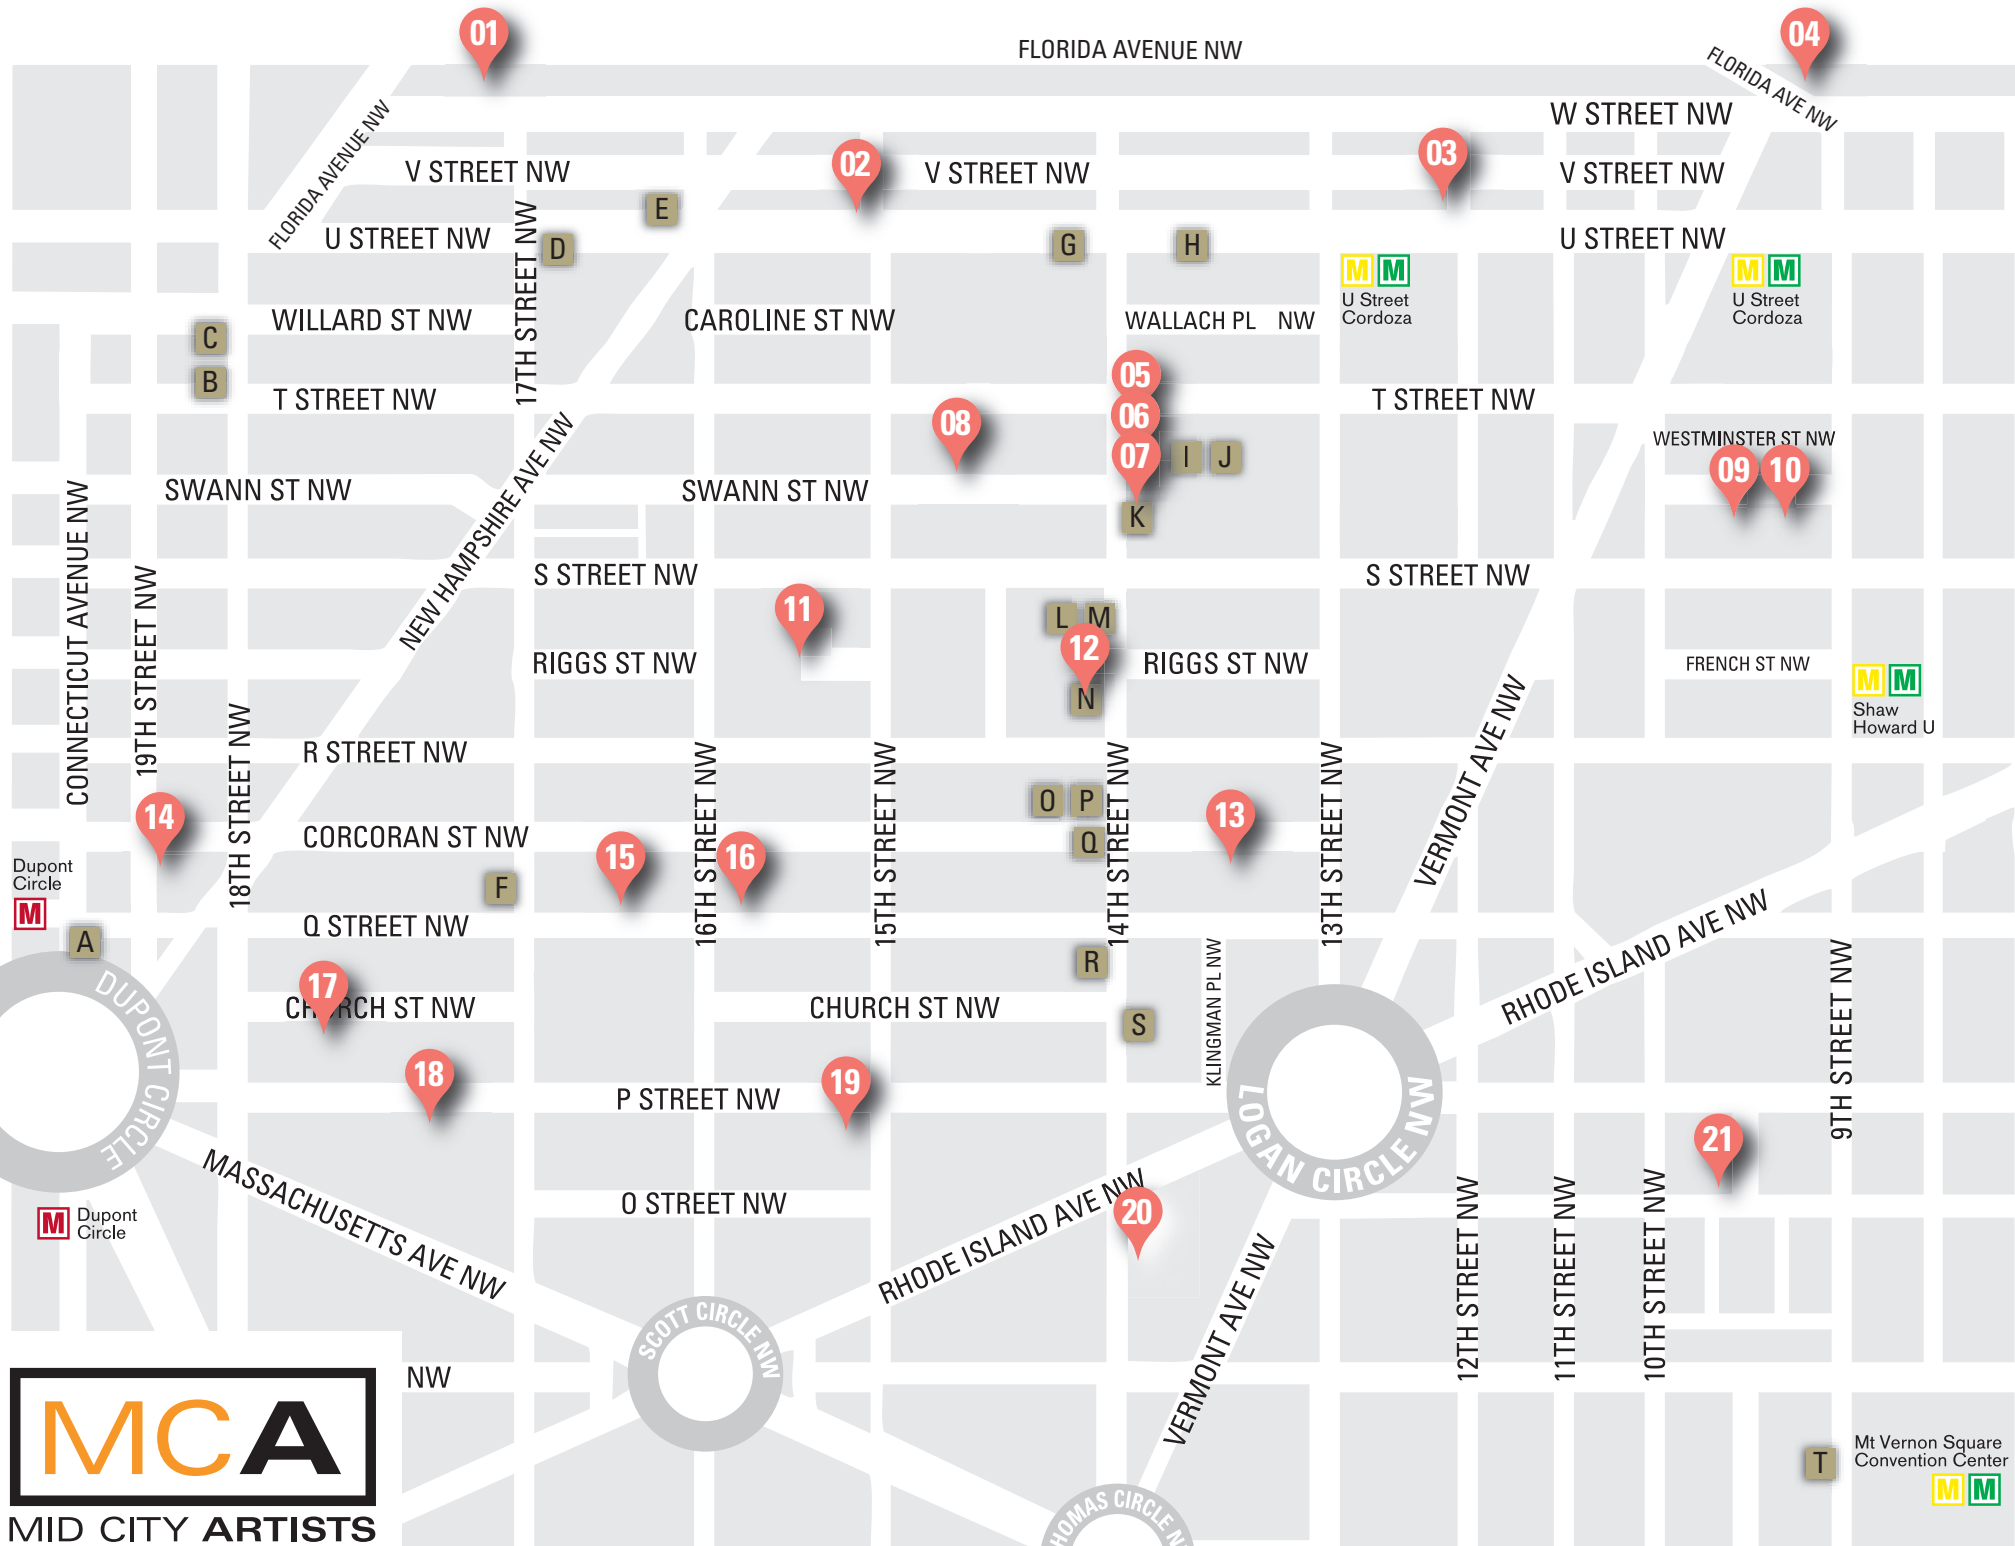 01
04
FLORIDA AVENUE NW
FLORIDA AVE NW
FLORIDA AVENUE NW
W STREET NW
V STREET NW
02
V STREET NW
03
V STREET NW
E
U STREET NW
D
17TH STREET NW
G
H
U STREET NW
M M
U Street
Cordoza
M M
U Street
Cordoza
C
WILLARD ST NW
CAROLINE ST NW
WALLACH PL NW
B
T STREET NW
05
06
07
T STREET NW
08
I
J
WESTMINSTER ST NW
09
10
NEW HAMPSHIRE AVE NW
SWANN ST NW
SWANN ST NW
K
CONNECTICUT AVENUE NW
19TH STREET NW
S STREET NW
S STREET NW
11
L
M
12
N
RIGGS ST NW
RIGGS ST NW
FRENCH ST NW
M M
Shaw
Howard U
18TH STREET NW
R STREET NW
16TH STREET NW
15TH STREET NW
14TH STREET NW
13TH STREET NW
VERMONT AVE NW
14
O
P
13
CORCORAN ST NW
15
16
Q
Dupont
Circle
M
F
A
Q STREET NW
R
KLINGMAN PL NW
RHODE ISLAND AVE NW
9TH STREET NW
DUPONT CIRCLE
17
CHURCH ST NW
CHURCH ST NW
S
18
P STREET NW
19
LOGAN CIRCLE NW
21
MASSACHUSETTS AVE NW
O STREET NW
RHODE ISLAND AVE NW
20
M
Dupont
Circle
VERMONT AVE NW
12TH STREET NW
11TH STREET NW
10TH STREET NW
SCOTT CIRCLE NW
NW
MCA
MID CITY ARTISTS
HOMAS CIRCLE N
T
Mt Vernon Square
Convention Center
M M